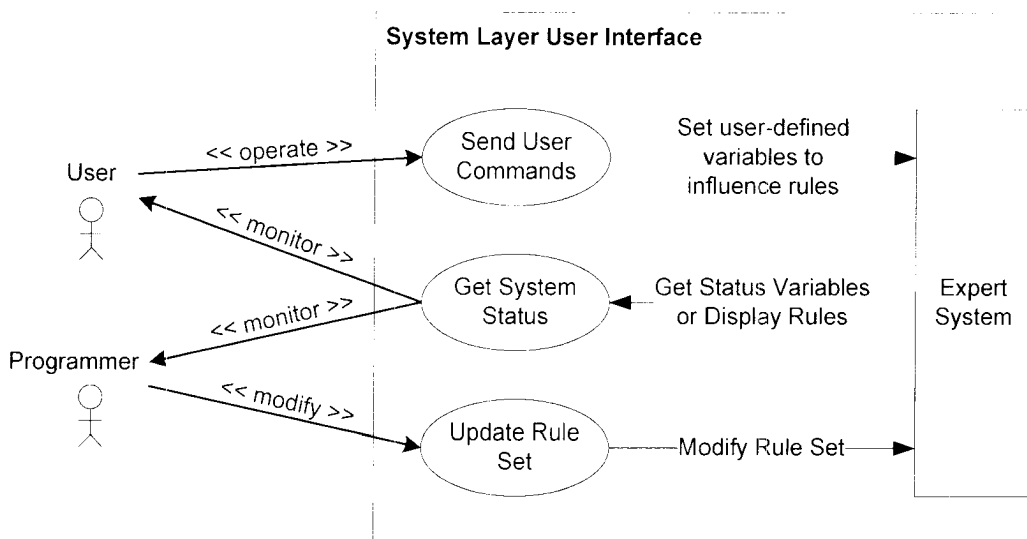 System Layer User Interface
User
<< operate >>
Send User
Commands
Set user-defined
variables to
influence rules
<< monitor >>
Get System
Status
Get Status Variables
or Display Rules
Expert
System
<< monitor >>
Programmer
<< modify >>
Update Rule
Set
Modify Rule Set